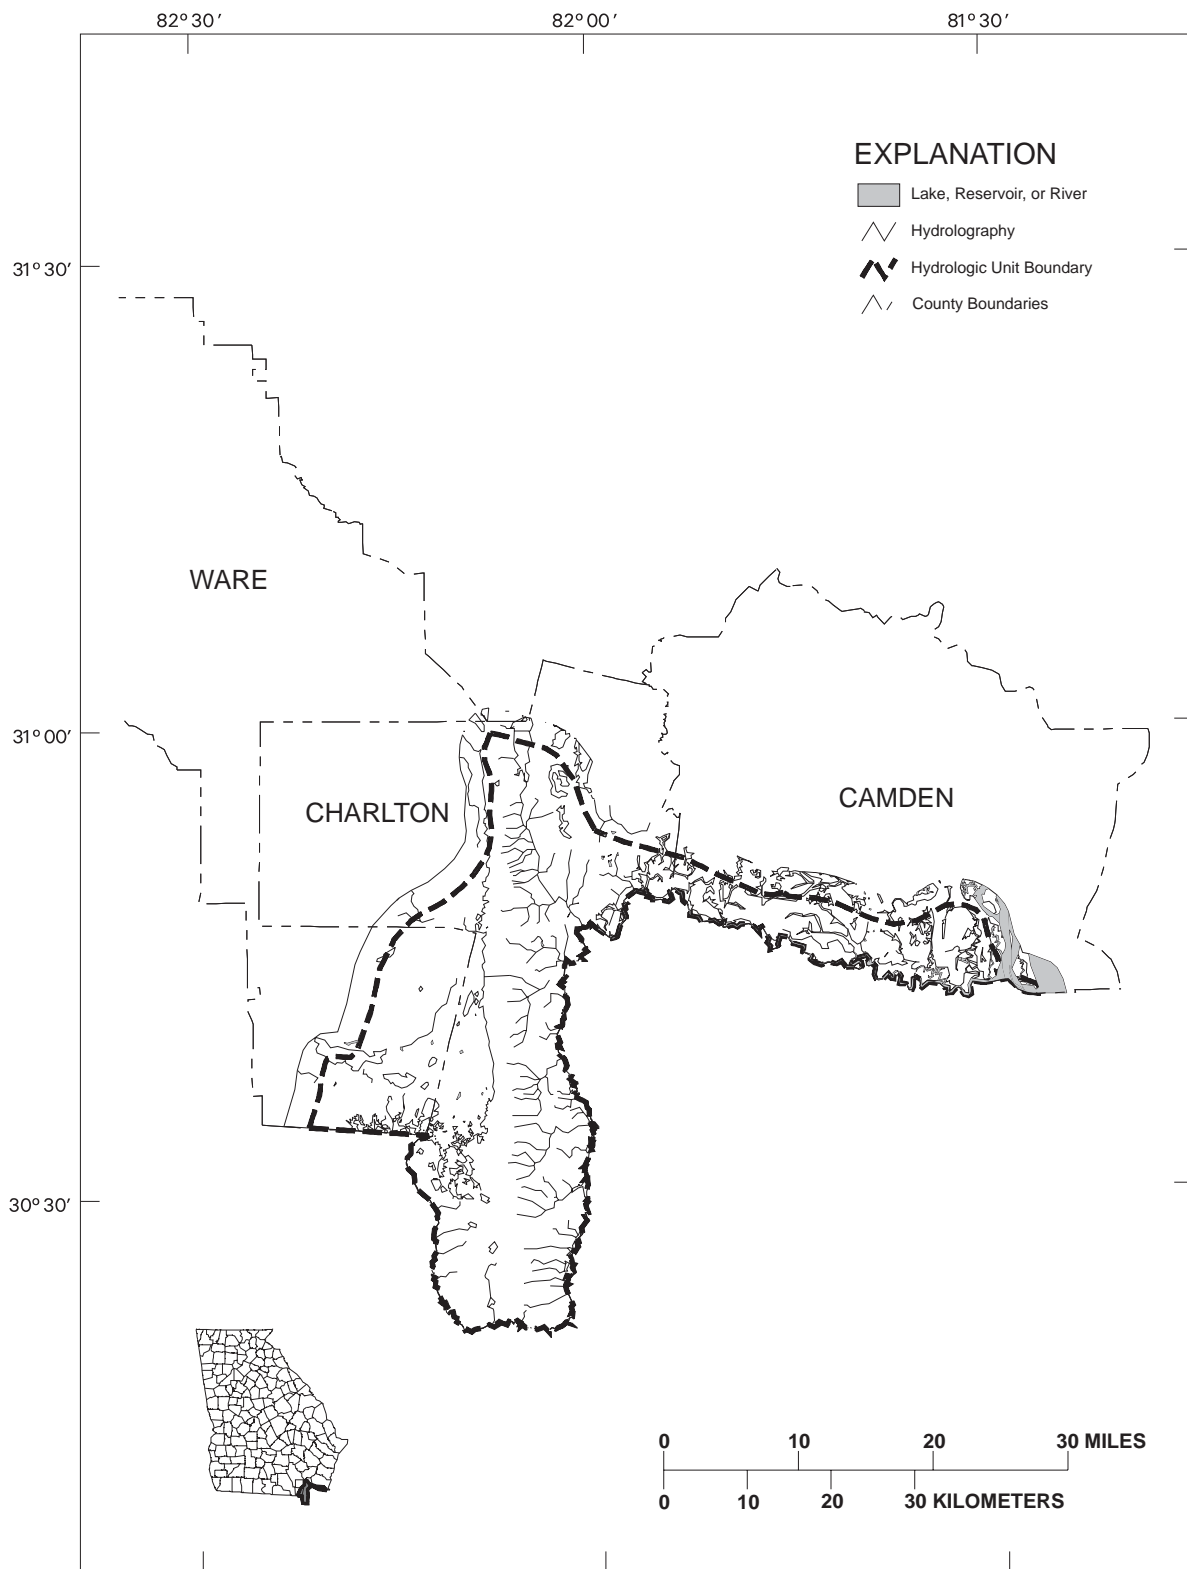 82° 30′ 82° 00′ 81° 30′
EXPLANATION
Lake, Reservoir, or River
Hydrolography
31° 30′
Hydrologic Unit Boundary
County Boundaries
WARE
31° 00′
CHARLTON
CAMDEN
30° 30′
0 10 20 30 MILES
0 10 20 30 KILOMETERS